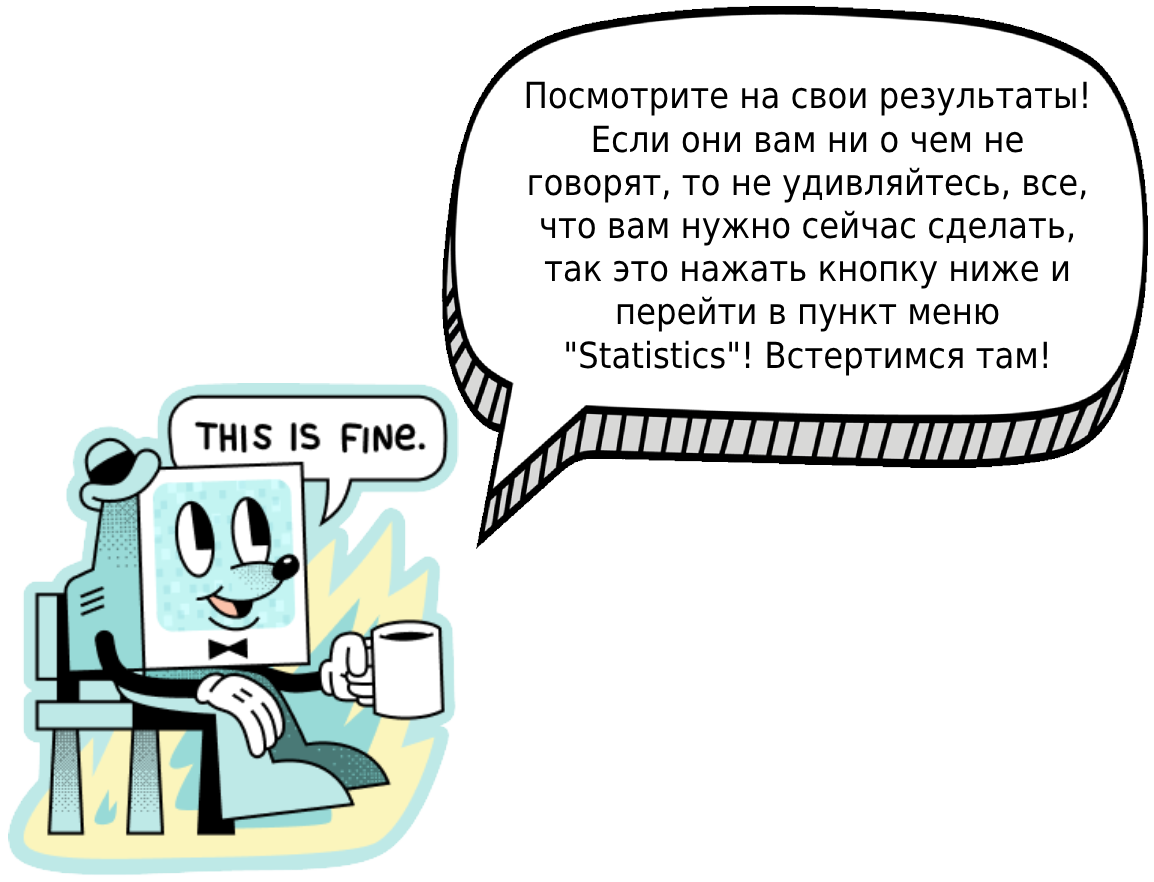 Посмотрите на свои результаты!
Если они вам ни о чем не
говорят, то не удивляйтесь, все,
что вам нужно сейчас сделать,
так это нажать кнопку ниже и
перейти в пункт меню
"Statistics"! Встертимся там!
THIS IS FINE.